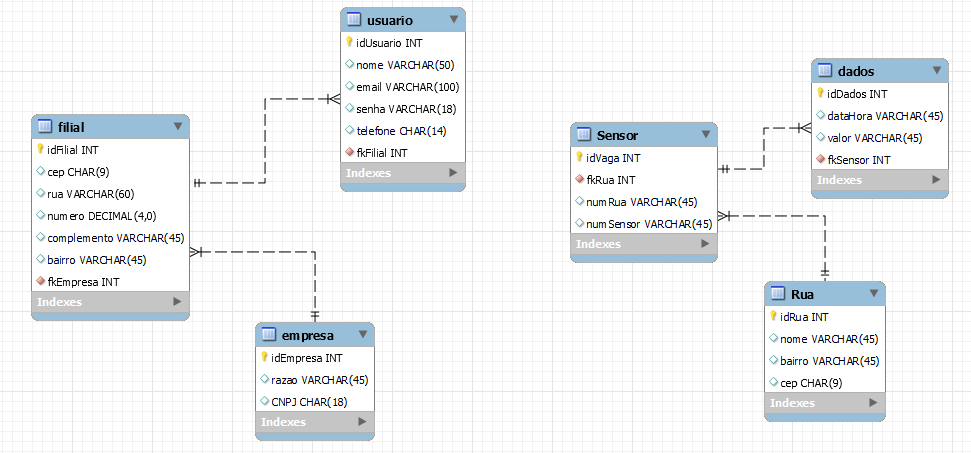 usuario
idUsuario INT
nome VARCHAR(50)
email VARCHAR(100)
senha VARCHAR(18)
telefone CHAR(14)
fkFilial INT
Indexes
filial
idFilial INT
cep CHAR(9)
rua VARCHAR(60)
numero DECIMAL(4,0)
complemento VARCHAR(45)
bairro VARCHAR(45)
fkEmpresa INT
Indexes
empresa
idEmpresa INT
razao VARCHAR(45)
CNPJ CHAR(18)
Indexes
dados
idDados INT
dataHora VARCHAR(45)
valor VARCHAR(45)
fkSensor INT
Indexes
Sensor
idVaga INT
fkRua INT
numRua VARCHAR(45)
numSensor VARCHAR(45)
Indexes
Rua
idRua INT
nome VARCHAR(45)
bairro VARCHAR(45)
cep CHAR(9)
Indexes